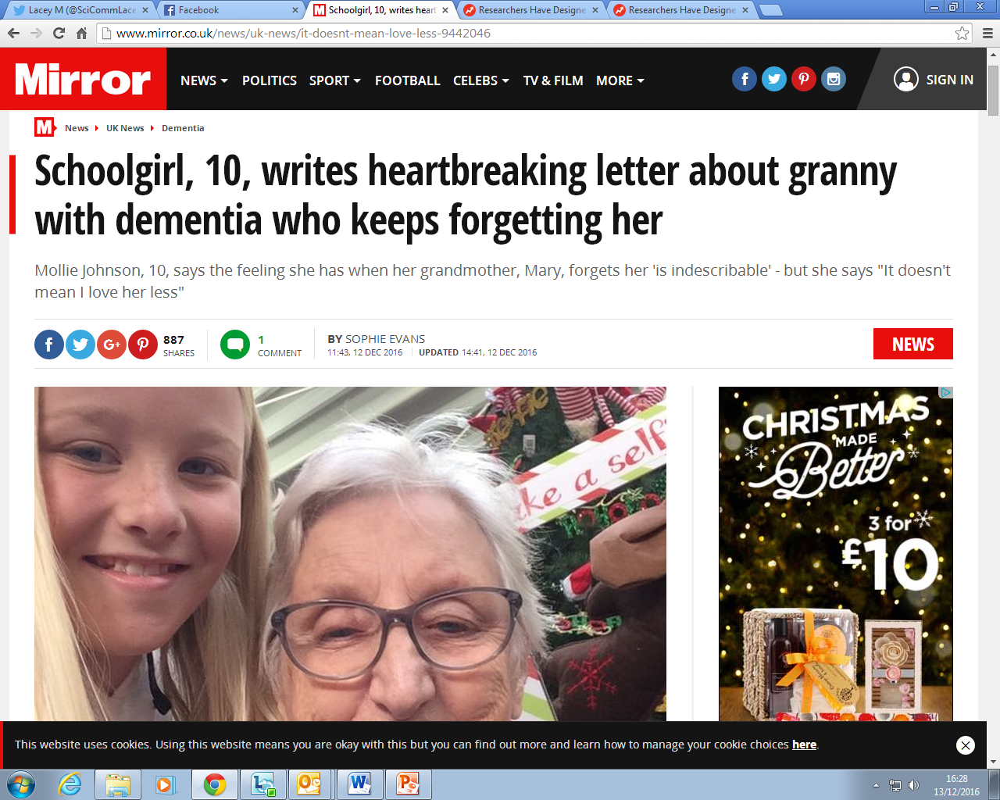 Lacey M (@SciCommLace
Facebook
Schoolgirl, 10, writes heart
Researchers Have Designe
Researchers Have Designe
www.mirror.co.uk/news/uk-news/it-doesnt-mean-love-less-9442046
Mirror
NEWS
POLITICS
SPORT
FOOTBALL
CELEBS
TV & FILM
MORE
SIGN IN
M News UK News Dementia
Schoolgirl, 10, writes heartbreaking letter about granny
with dementia who keeps forgetting her
Mollie Johnson, 10, says the feeling she has when her grandmother, Mary, forgets her 'is indescribable' - but she says "It doesn't
mean I love her less"
887
SHARES
1
COMMENT
BY SOPHIE EVANS
11:43, 12 DEC 2016 UPDATED 14:41, 12 DEC 2016
NEWS
ke a self
CHRISTMAS
MADE
Better
3 for
£10
This website uses cookies. Using this website means you are okay with this but you can find out more and learn how to manage your cookie choices here.
16:28
13/12/2016